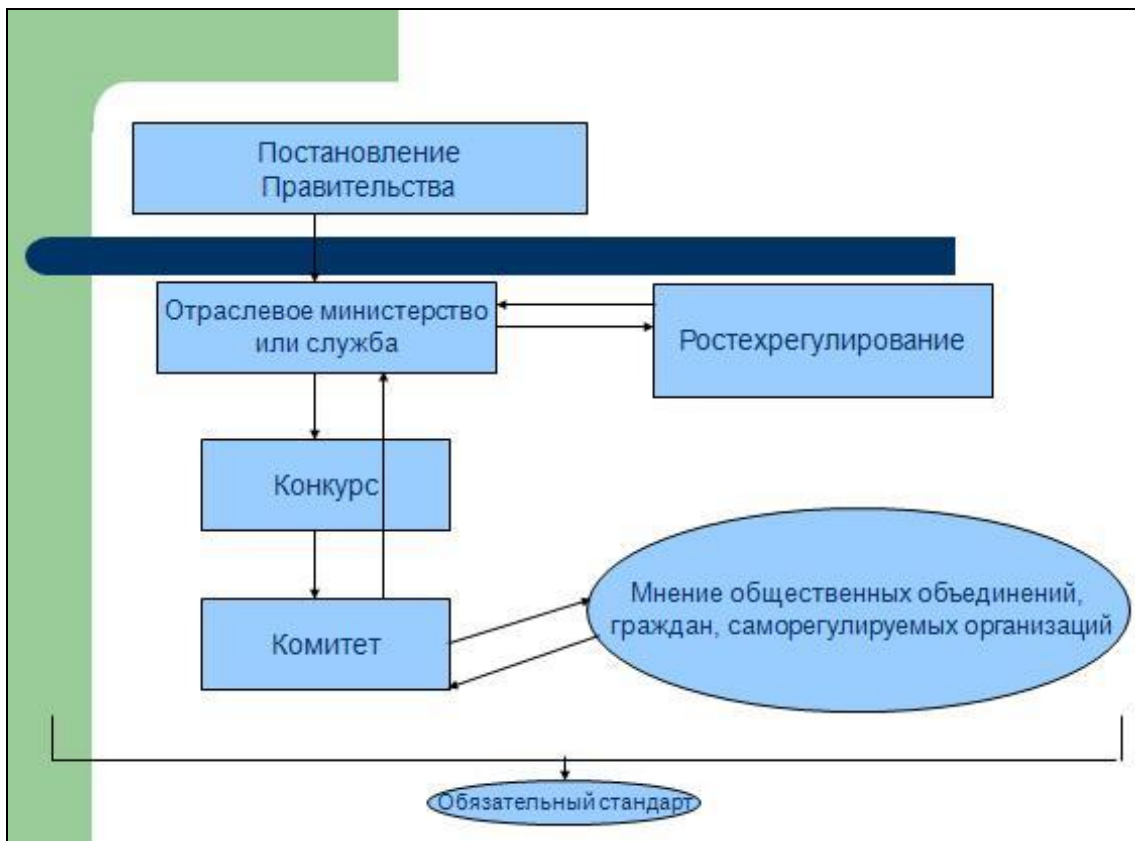 Постановление
Правительства
Отраслевое министерство
или служба
Ростехрегулирование
Конкурс
Мнение общественных объединений,
граждан, саморегулируемых организаций
Комитет
Обязательный стандарт